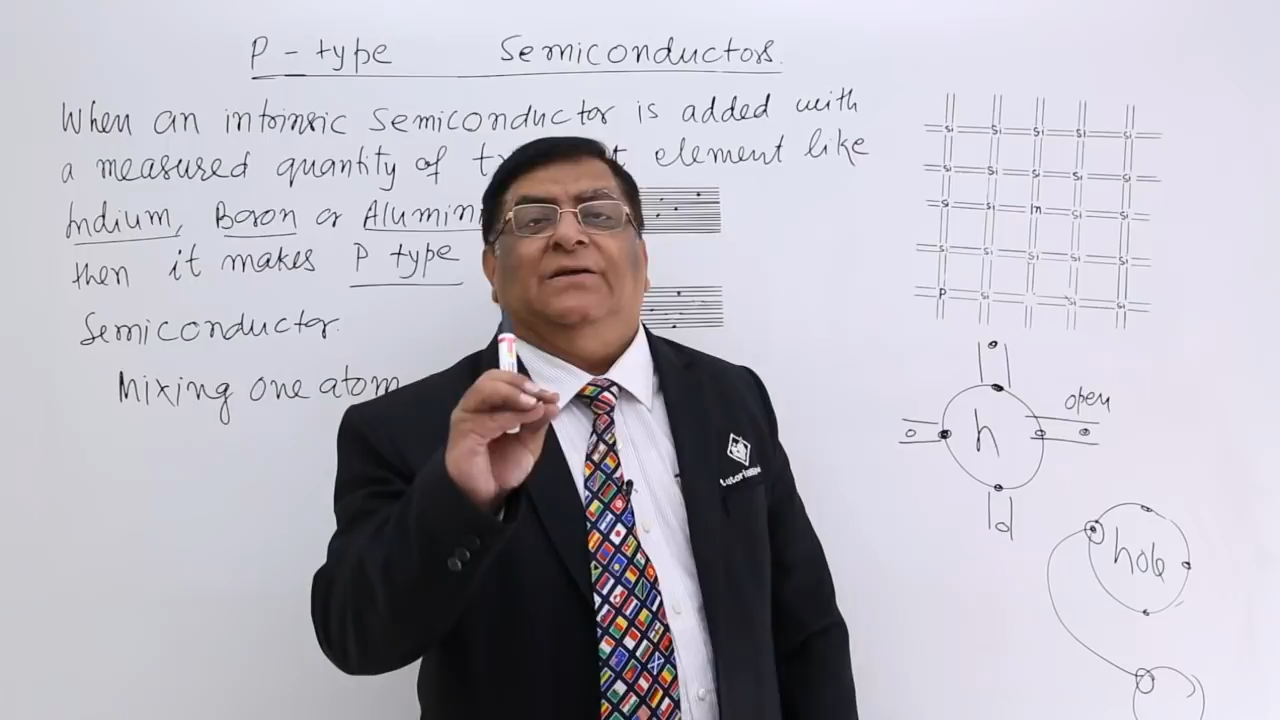 P - type Semiconductors.
When an intrinsic semiconductor is added with
a measured quantity of element like
Indium, Boron or
then it makes P type
Semiconductor.
Mixing one atom
Si Si Si Si Si
Si Si Si Si Si
Si Si In Si Si
Si Si Si Si Si
P Si Si Si
open
h
hole
tutorialspoi